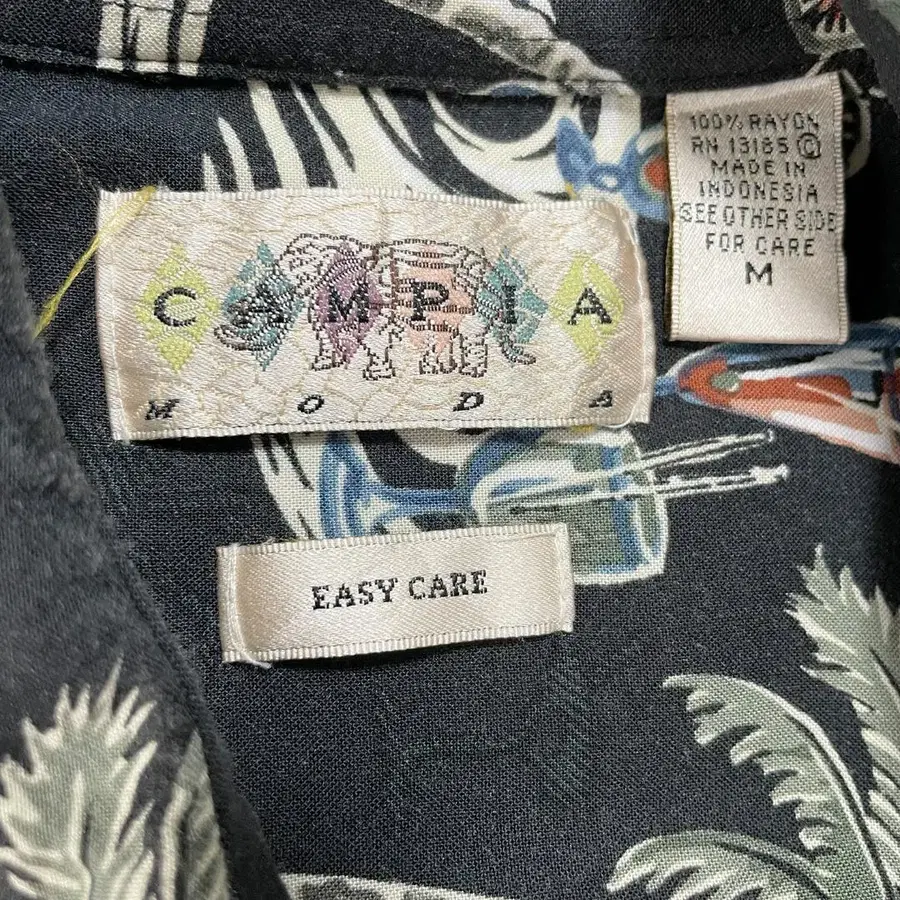 CAMPIA
MODA
EASY CARE
100% RAYON
RN 13185 ©
MADE IN
INDONESIA
SEE OTHER SIDE
FOR CARE
M